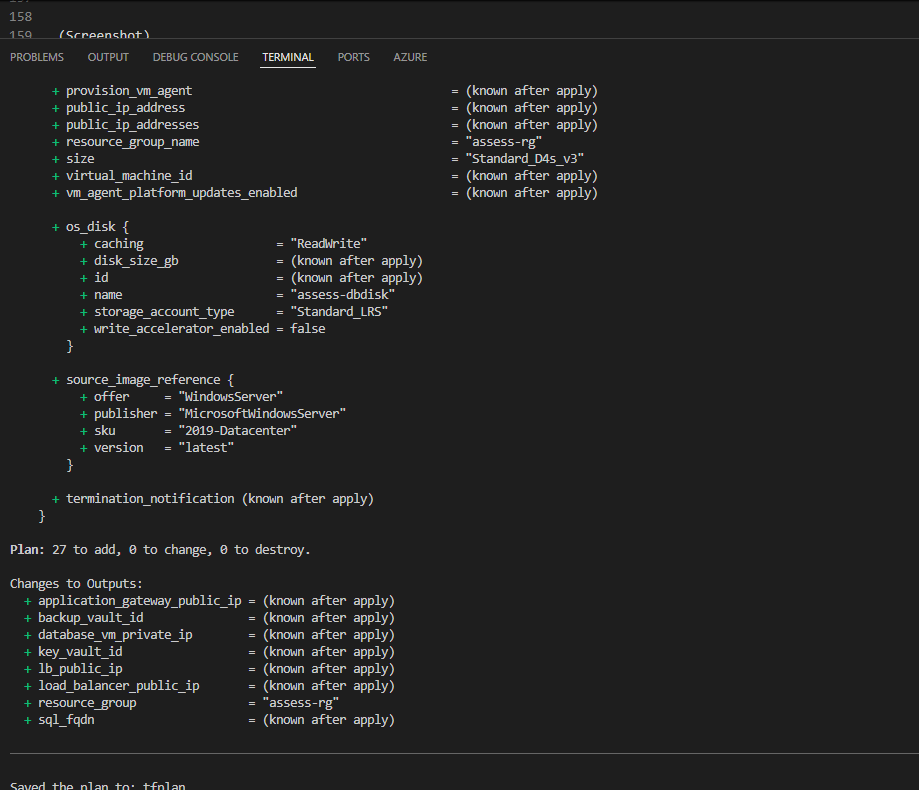 158
159 (Screenshot)
PROBLEMS OUTPUT DEBUG CONSOLE TERMINAL PORTS AZURE
+ provision_vm_agent = (known after apply)
+ public_ip_address = (known after apply)
+ public_ip_addresses = (known after apply)
+ resource_group_name = "assess-rg"
+ size = "Standard_D4s_v3"
+ virtual_machine_id = (known after apply)
+ vm_agent_platform_updates_enabled = (known after apply)
+ os_disk {
+ caching = "ReadWrite"
+ disk_size_gb = (known after apply)
+ id = (known after apply)
+ name = "assess-dbdisk"
+ storage_account_type = "Standard_LRS"
+ write_accelerator_enabled = false
}
+ source_image_reference {
+ offer = "WindowsServer"
+ publisher = "MicrosoftWindowsServer"
+ sku = "2019-Datacenter"
+ version = "latest"
}
+ termination_notification (known after apply)
}
Plan: 27 to add, 0 to change, 0 to destroy.
Changes to Outputs:
+ application_gateway_public_ip = (known after apply)
+ backup_vault_id = (known after apply)
+ database_vm_private_ip = (known after apply)
+ key_vault_id = (known after apply)
+ lb_public_ip = (known after apply)
+ load_balancer_public_ip = (known after apply)
+ resource_group = "assess-rg"
+ sql_fqdn = (known after apply)
Saved the plan to: tfplan